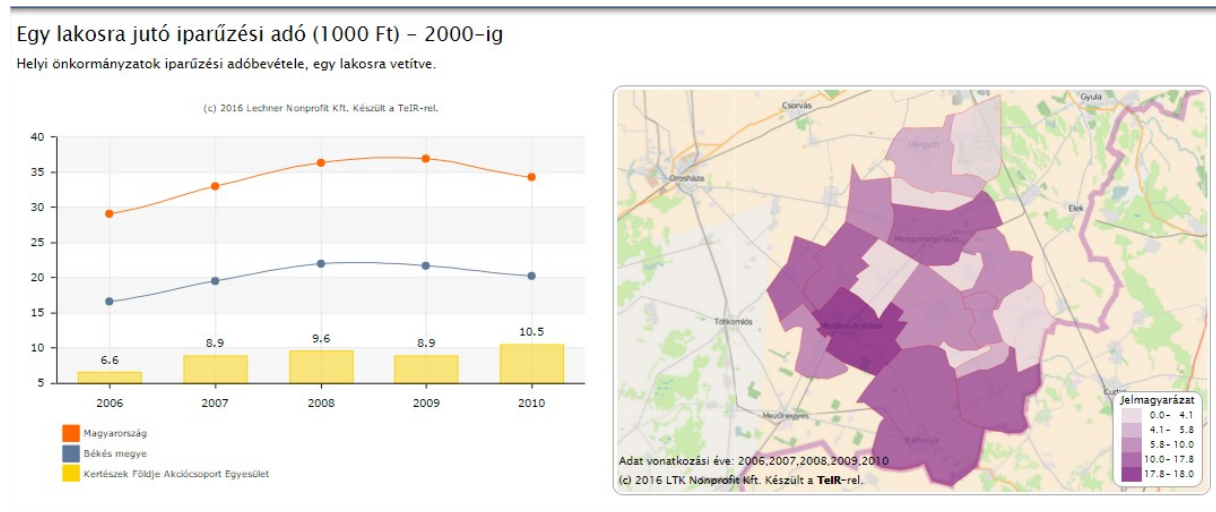 Egy lakosra jutó iparűzési adó (1000 Ft) – 2000-ig
Helyi önkormányzatok iparűzési adóbevétele, egy lakosra vetítve.
(c) 2016 Lechner Nonprofit Kft. Készült a TeIR-rel.
40
35
30
25
20
15
10
5
6.6
8.9
9.6
8.9
10.5
2006
2007
2008
2009
2010
Magyarország
Békés megye
Kertészek Földje Akciócsoport Egyesület
Csorvás
Gyula
Újkígyós
Orosháza
Elek
Medgyesegyháza
Tótkomlós
Mezőkovácsháza
Mezőhegyes
Battonya
Jelmagyarázat
0.0- 4.1
4.1- 5.8
5.8- 10.0
10.0- 17.8
17.8- 18.0
Adat vonatkozási éve: 2006,2007,2008,2009,2010
(c) 2016 LTK Nonprofit Kft. Készült a TeIR-rel.